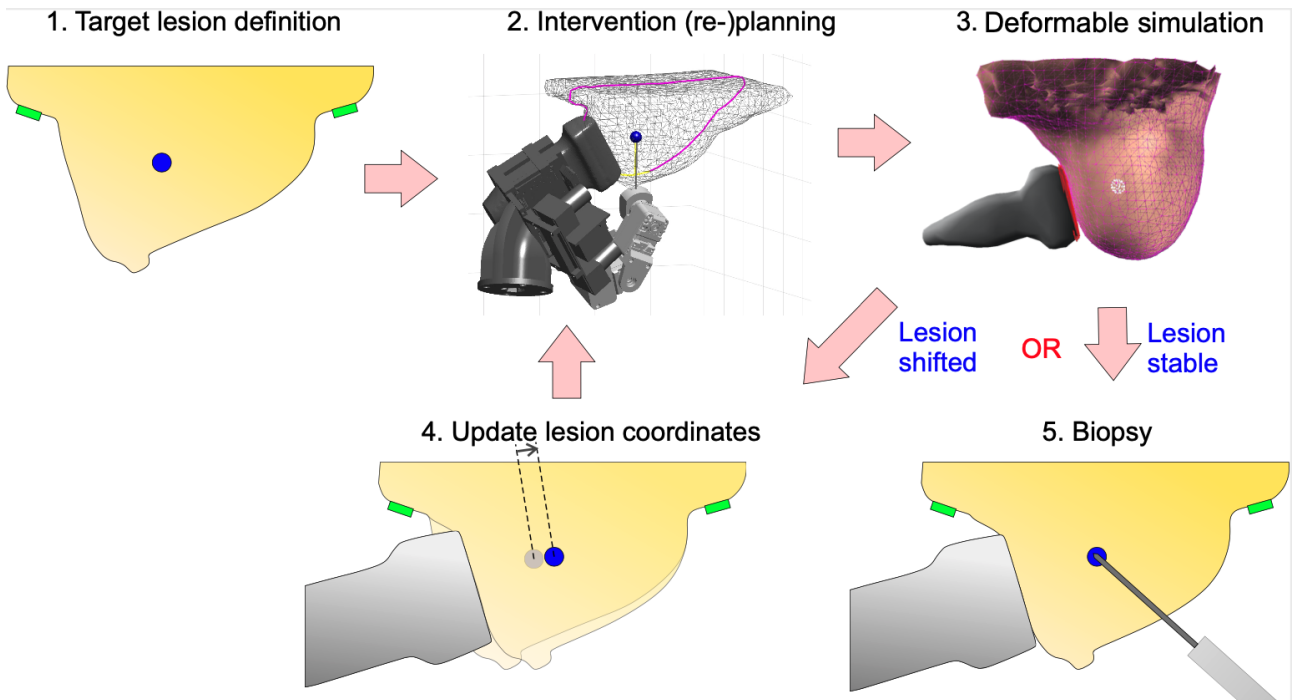 1. Target lesion definition
2. Intervention (re-)planning
3. Deformable simulation
Lesion
shifted
OR
Lesion
stable
4. Update lesion coordinates
5. Biopsy